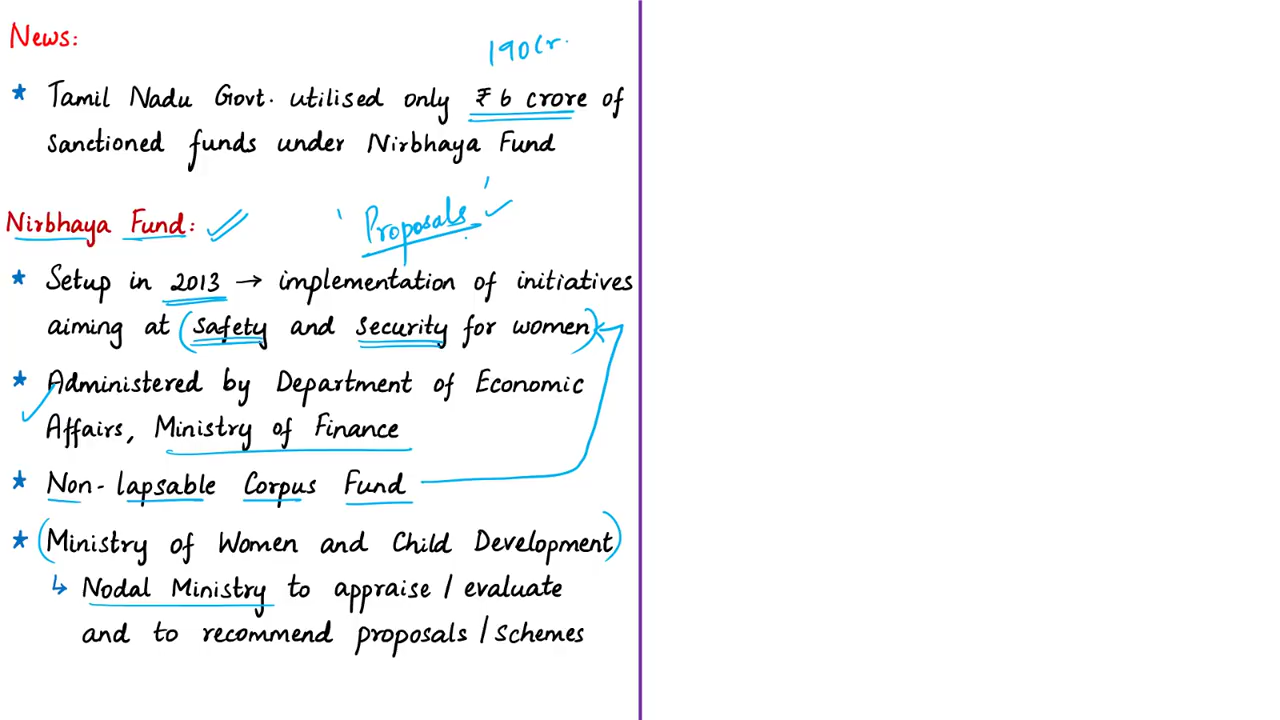 News:
190 Cr.
* Tamil Nadu Govt. utilised only ₹ 6 crore of
sanctioned funds under Nirbhaya Fund
'Proposals'
Nirbhaya Fund:
* Setup in 2013 → implementation of initiatives
aiming at (safety and security for women)
* Administered by Department of Economic
Affairs, Ministry of Finance
* Non-lapsable Corpus Fund
* (Ministry of Women and Child Development)
↳ Nodal Ministry to appraise / evaluate
and to recommend proposals / schemes